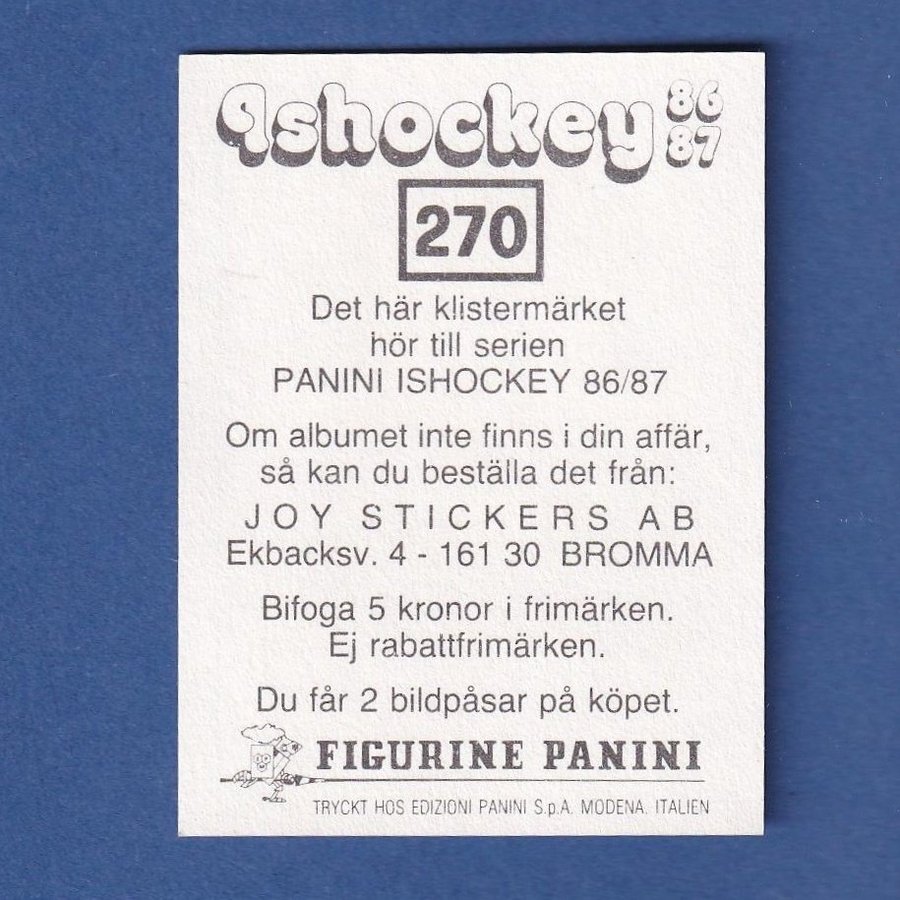 Ishockey 86
87
270
Det här klistermärket
hör till serien
PANINI ISHOCKEY 86/87
Om albumet inte finns i din affär,
så kan du beställa det från:
JOY STICKERS AB
Ekbacksv. 4 - 161 30 BROMMA
Bifoga 5 kronor i frimärken.
Ej rabattfrimärken.
Du får 2 bildpåsar på köpet.
FIGURINE PANINI
TRYCKT HOS EDIZIONI PANINI S.p.A. MODENA. ITALIEN